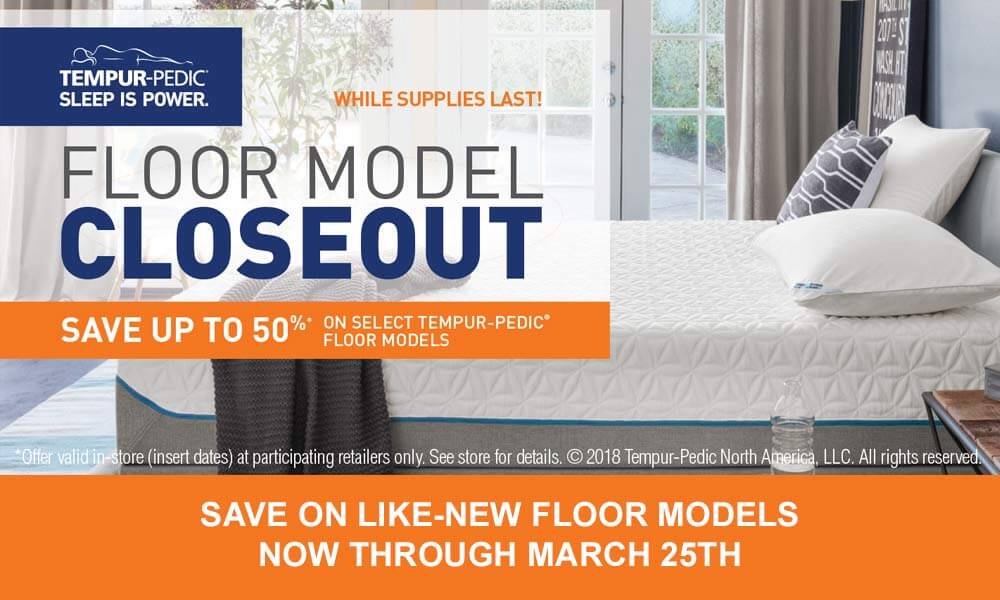 TEMPUR-PEDIC®
SLEEP IS POWER.
WHILE SUPPLIES LAST!
FLOOR MODEL
CLOSEOUT
SAVE UP TO 50%* ON SELECT TEMPUR-PEDIC®
FLOOR MODELS
207TH ST
*Offer valid in-store (insert dates) at participating retailers only. See store for details. © 2018 Tempur-Pedic North America, LLC. All rights reserved.
SAVE ON LIKE-NEW FLOOR MODELS
NOW THROUGH MARCH 25TH